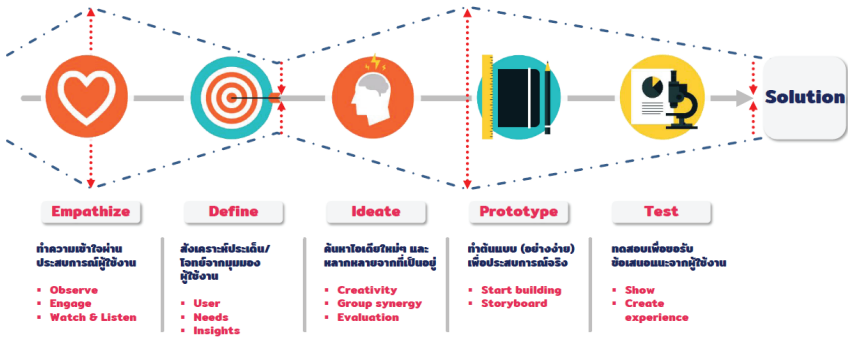 Solution
Empathize
ทำความเข้าใจผ่าน
ประสบการณ์ผู้ใช้งาน
Observe
Engage
Watch & Listen
Define
สังเคราะห์ประเด็น/
โจทย์จากมุมมอง
ผู้ใช้งาน
User
Needs
Insights
Ideate
ค้นหาไอเดียใหม่ๆ และ
หลากหลายจากที่เป็นอยู่
Creativity
Group synergy
Evaluation
Prototype
ทำต้นแบบ (อย่างง่าย)
เพื่อประสบการณ์จริง
Start building
Storyboard
Test
ทดสอบเพื่อขอรับ
ข้อเสนอแนะจากผู้ใช้งาน
Show
Create
experience